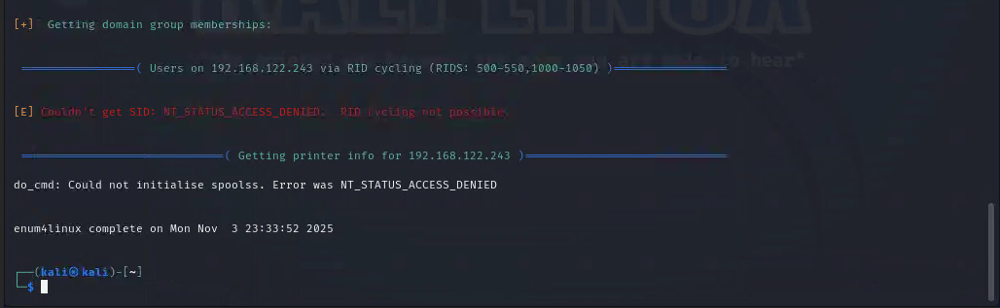 [+]  Getting domain group memberships:
==================( Users on 192.168.122.243 via RID cycling (RIDS: 500-550,1000-1050) )==================
[E] Couldn't get SID: NT_STATUS_ACCESS_DENIED.  RID cycling not possible.
================================( Getting printer info for 192.168.122.243 )================================
do_cmd: Could not initialise spoolss. Error was NT_STATUS_ACCESS_DENIED
enum4linux complete on Mon Nov  3 23:33:52 2025
┌──(kali㉿kali)-[~]
└─$